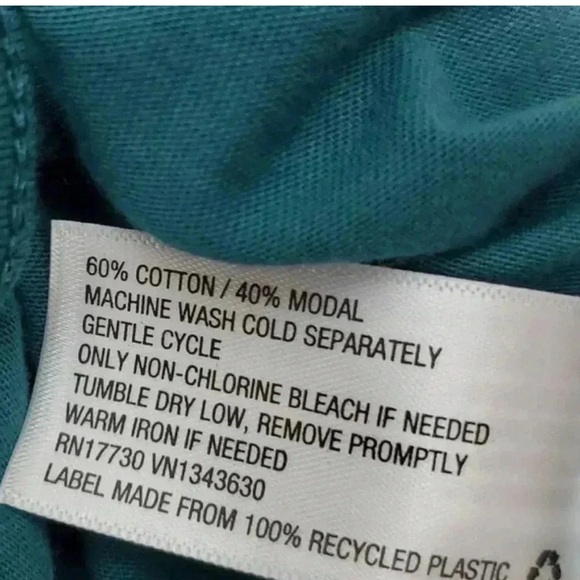 60% COTTON / 40% MODAL
MACHINE WASH COLD SEPARATELY
GENTLE CYCLE
ONLY NON-CHLORINE BLEACH IF NEEDED
TUMBLE DRY LOW, REMOVE PROMPTLY
WARM IRON IF NEEDED
RN17730 VN1343630
LABEL MADE FROM 100% RECYCLED PLASTIC